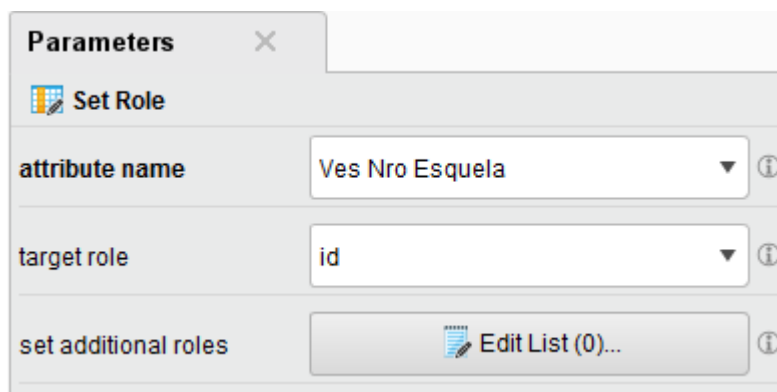 Parameters
Set Role
attribute name
Ves Nro Esquela
target role
id
set additional roles
Edit List (0)...